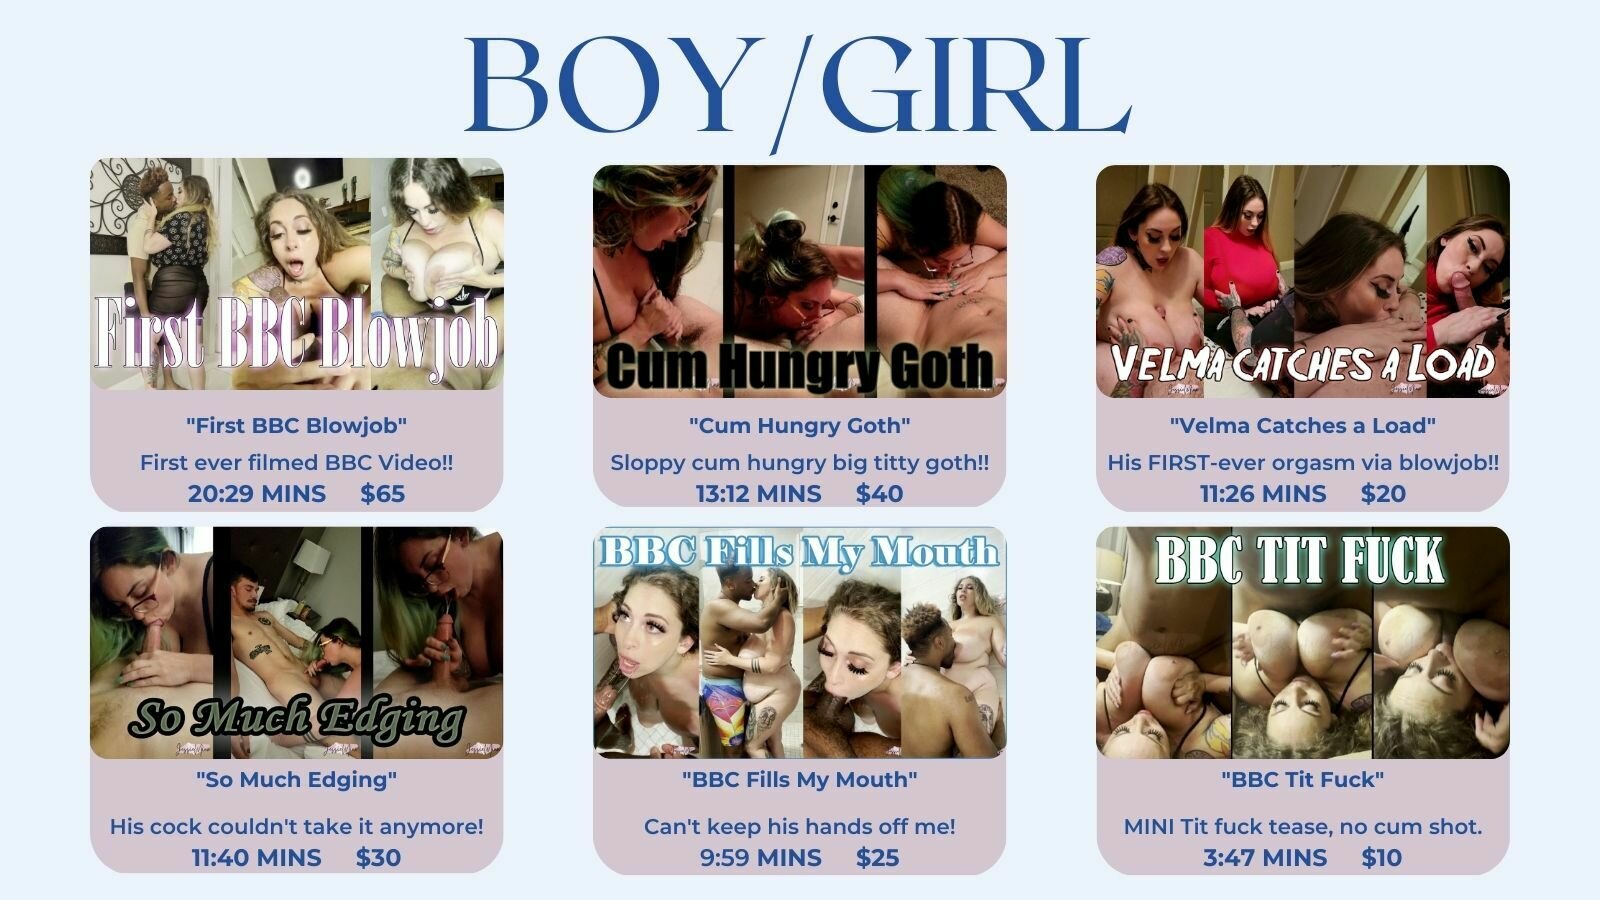 BOY/GIRL
First BBC Blowjob
"First BBC Blowjob"
First ever filmed BBC Video!!
20:29 MINS $65
Cum Hungry Goth
"Cum Hungry Goth"
Sloppy cum hungry big titty goth!!
13:12 MINS $40
VELMA CATCHES A LOAD
"Velma Catches a Load"
His FIRST-ever orgasm via blowjob!!
11:26 MINS $20
So Much Edging
"So Much Edging"
His cock couldn't take it anymore!
11:40 MINS $30
BBC Fills My Mouth
"BBC Fills My Mouth"
Can't keep his hands off me!
9:59 MINS $25
BBC TIT FUCK
"BBC Tit Fuck"
MINI Tit fuck tease, no cum shot.
3:47 MINS $10